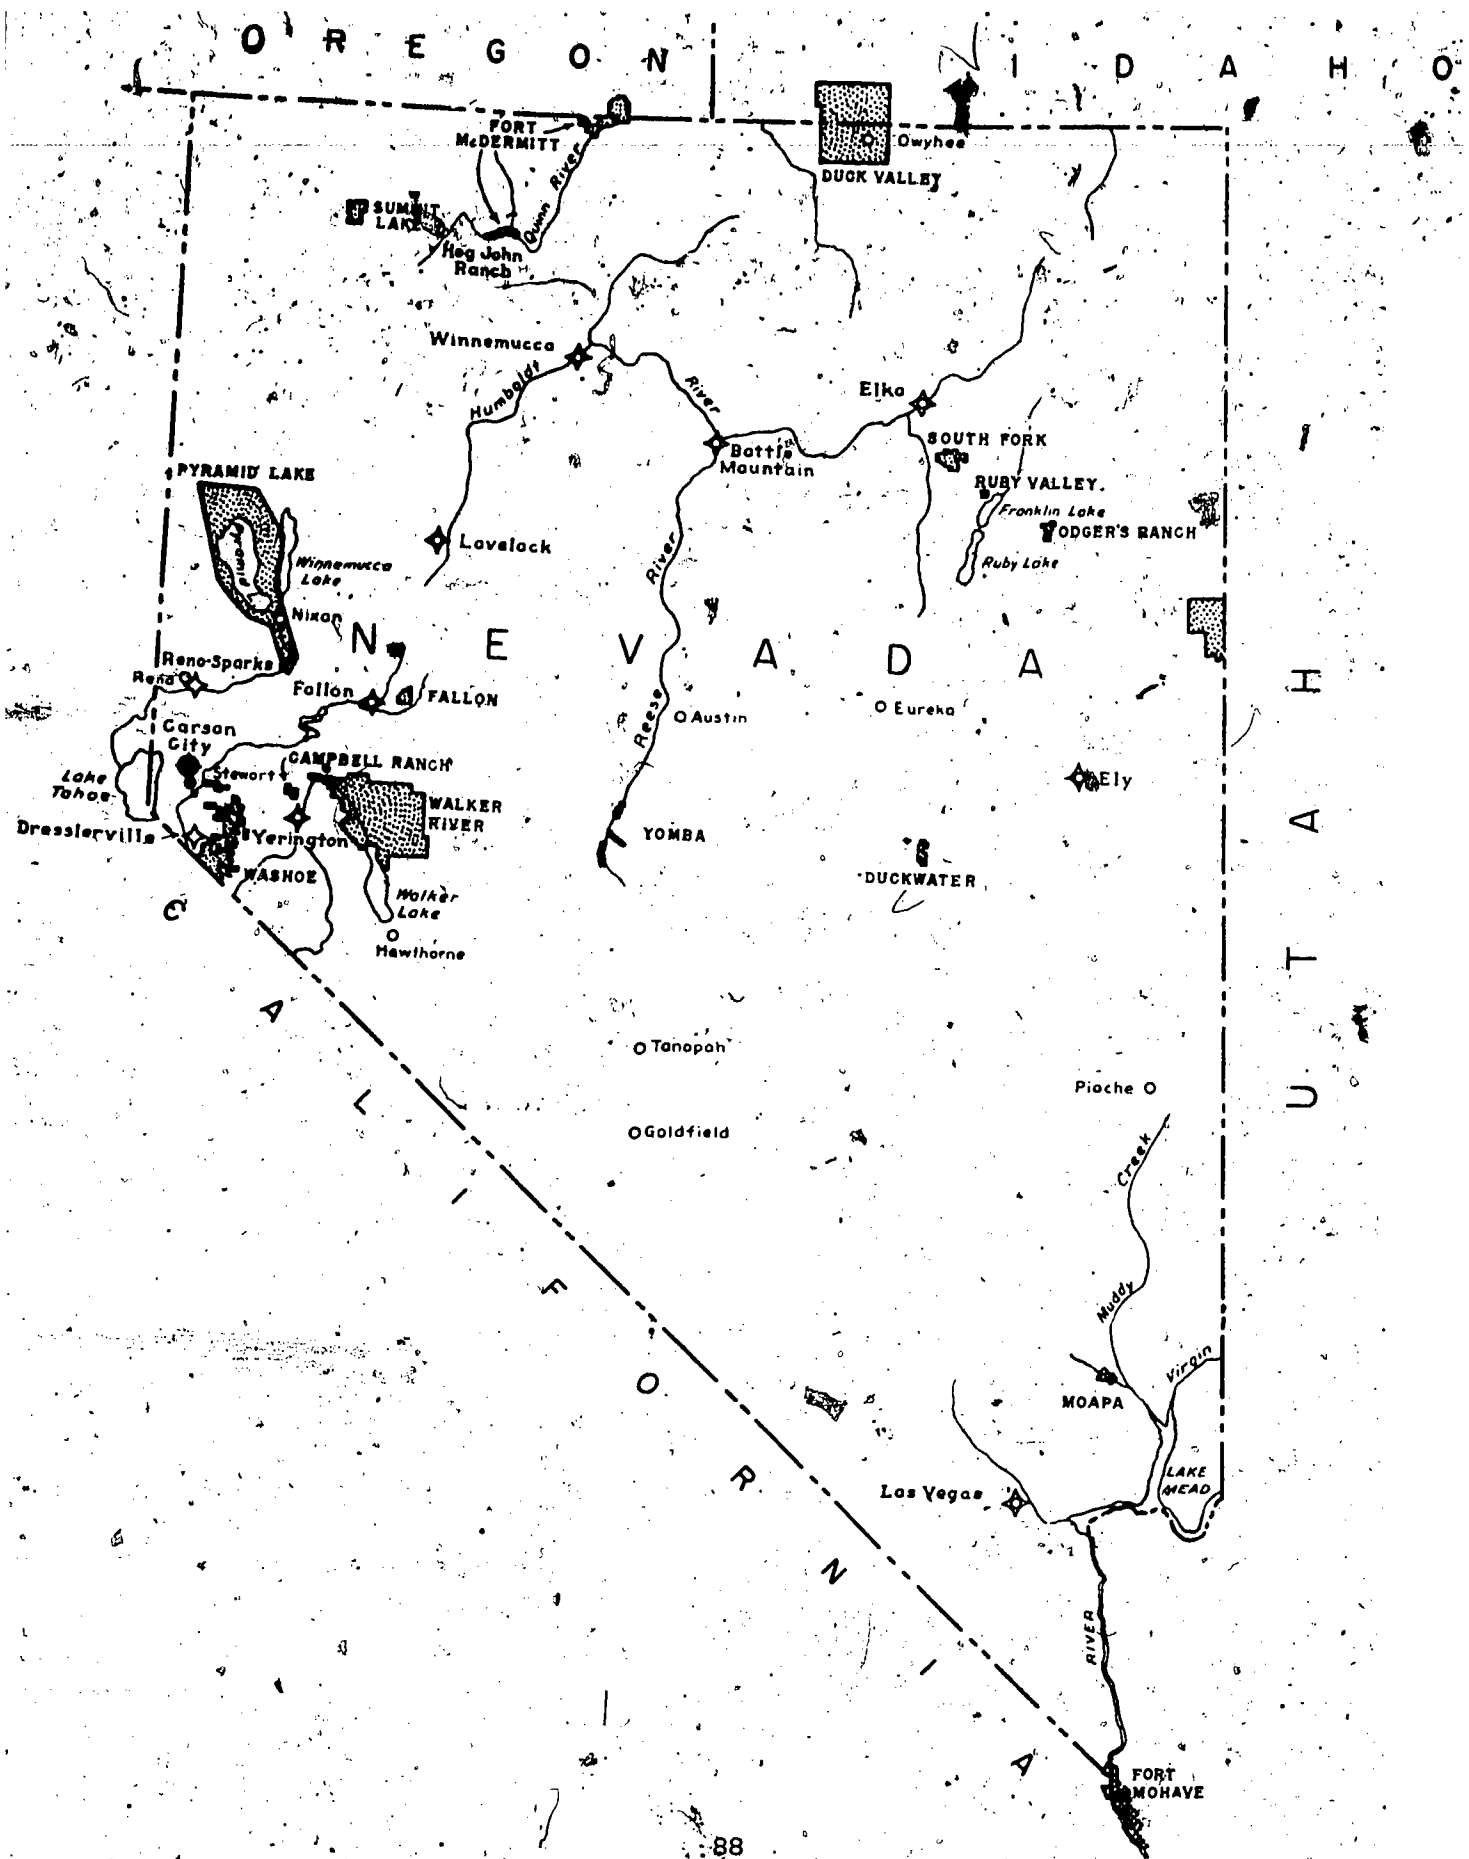 OREGON
IDAHO
FORT
McDERMITT
Owyhee
DUCK VALLEY
Quinn River
SUMMIT
LAKE
Hog John
Ranch
Winnemucca
Humboldt
River
Elko
Battle
Mountain
SOUTH FORK
RUBY VALLEY
Franklin Lake
ODGER'S RANCH
Ruby Lake
PYRAMID LAKE
Pyramid
Winnemucca
Lake
Lovelock
Nixon
NEVADA
UTAH
Reno-Sparks
Reno
Fallon
FALLON
Reese
River
Austin
Eureka
Carson
City
Stewart
CAMPBELL RANCH
Lake
Tahoe
WALKER
RIVER
Ely
Dresslerville
Yerington
YOMBA
WASHOE
DUCKWATER
Walker
Lake
Hawthorne
CALIFORNIA
Tonopah
Pioche
Goldfield
Muddy
Creek
Virgin
MOAPA
LAKE
MEAD
Las Vegas
RIVER
FORT
MOHAVE
88